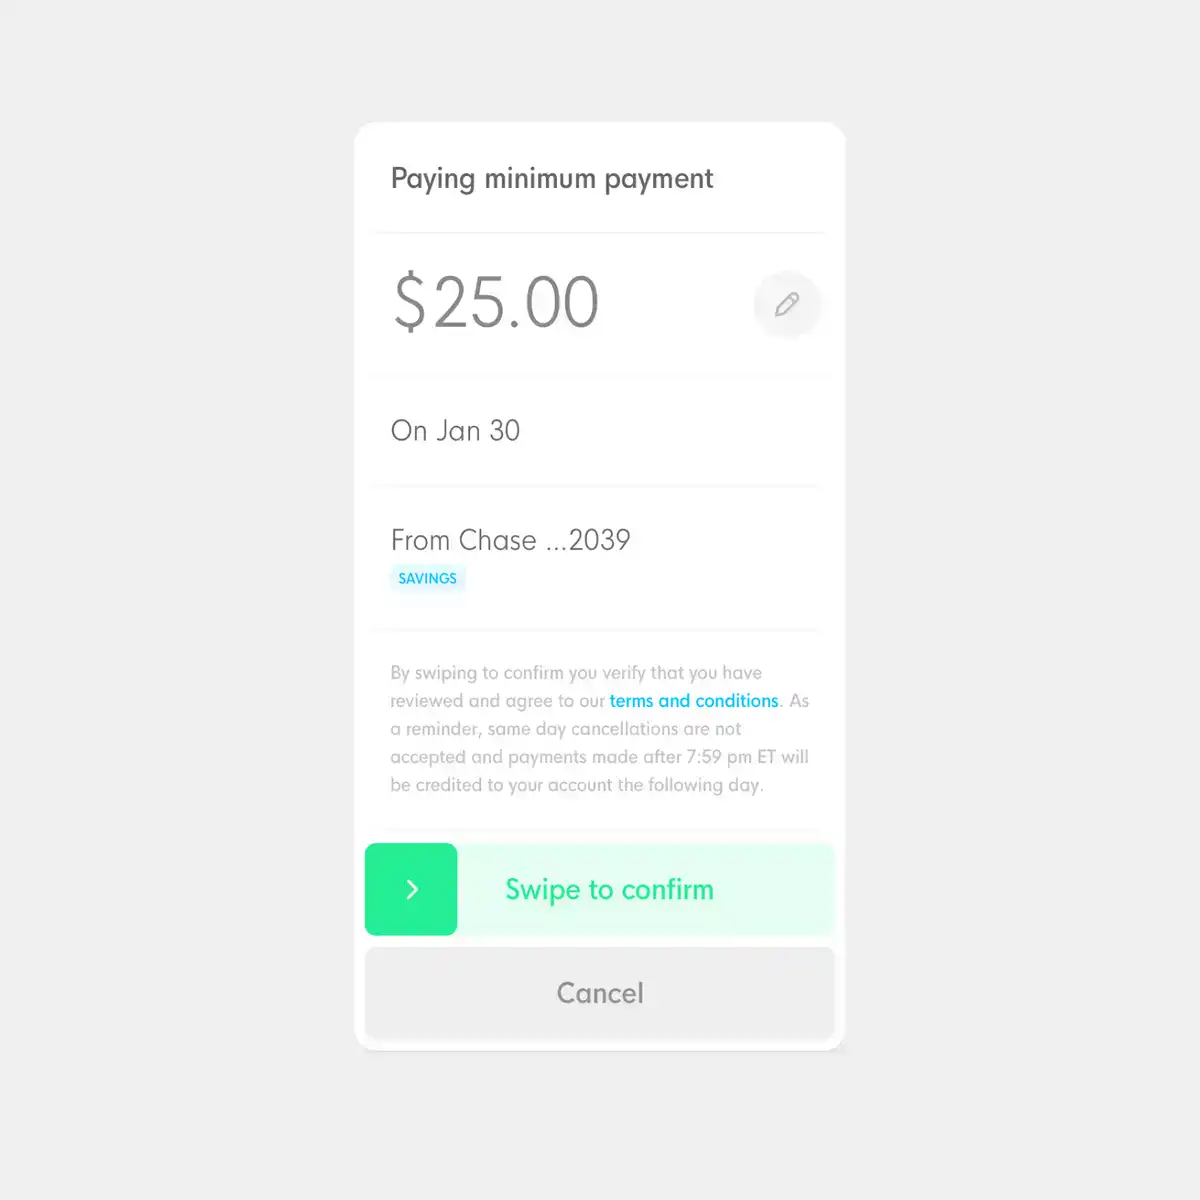 Paying minimum payment
$25.00
On Jan 30
From Chase ...2039
SAVINGS
By swiping to confirm you verify that you have
reviewed and agree to our terms and conditions. As
a reminder, same day cancellations are not
accepted and payments made after 7:59 pm ET will
be credited to your account the following day.
Swipe to confirm
Cancel